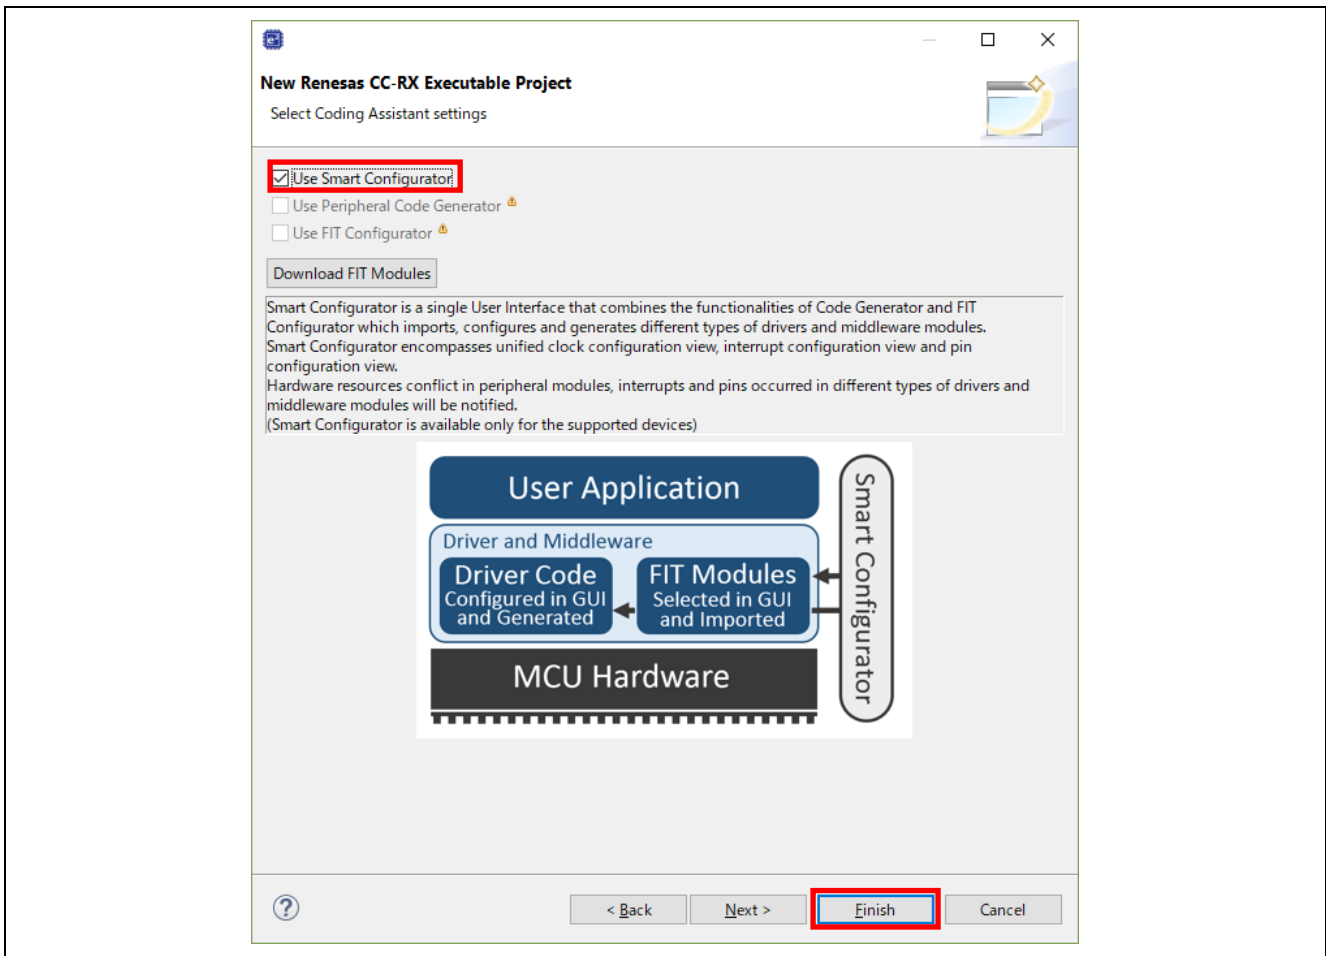 New Renesas CC-RX Executable Project
Select Coding Assistant settings
Use Smart Configurator
Use Peripheral Code Generator
Use FIT Configurator
Download FIT Modules
Smart Configurator is a single User Interface that combines the functionalities of Code Generator and FIT
Configurator which imports, configures and generates different types of drivers and middleware modules.
Smart Configurator encompasses unified clock configuration view, interrupt configuration view and pin
configuration view.
Hardware resources conflict in peripheral modules, interrupts and pins occurred in different types of drivers and
middleware modules will be notified.
(Smart Configurator is available only for the supported devices)
User Application
Driver and Middleware
Driver Code
Configured in GUI
and Generated
FIT Modules
Selected in GUI
and Imported
MCU Hardware
Smart Configurator
< Back
Next >
Finish
Cancel